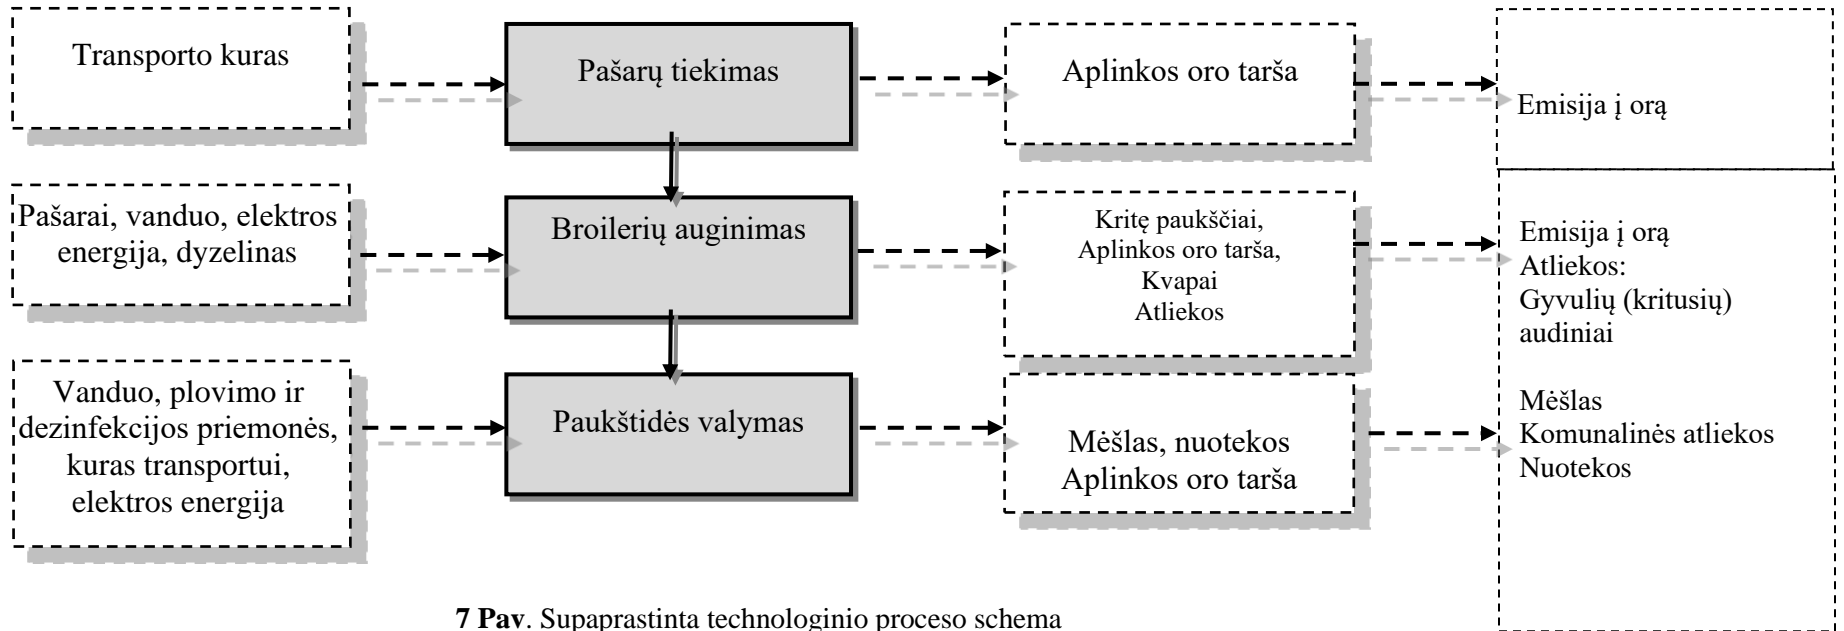 Transporto kuras
Pašarų tiekimas
Aplinkos oro tarša
Emisija į orą
Pašarai, vanduo, elektros
energija, dyzelinas
Broilerių auginimas
Kritę paukščiai,
Aplinkos oro tarša,
Kvapai
Atliekos
Emisija į orą
Atliekos:
Gyvulių (kritusių)
audiniai
Vanduo, plovimo ir
dezinfekcijos priemonės,
kuras transportui,
elektros energija
Paukštidės valymas
Mėšlas, nuotekos
Aplinkos oro tarša
Mėšlas
Komunalinės atliekos
Nuotekos
7 Pav. Supaprastinta technologinio proceso schema